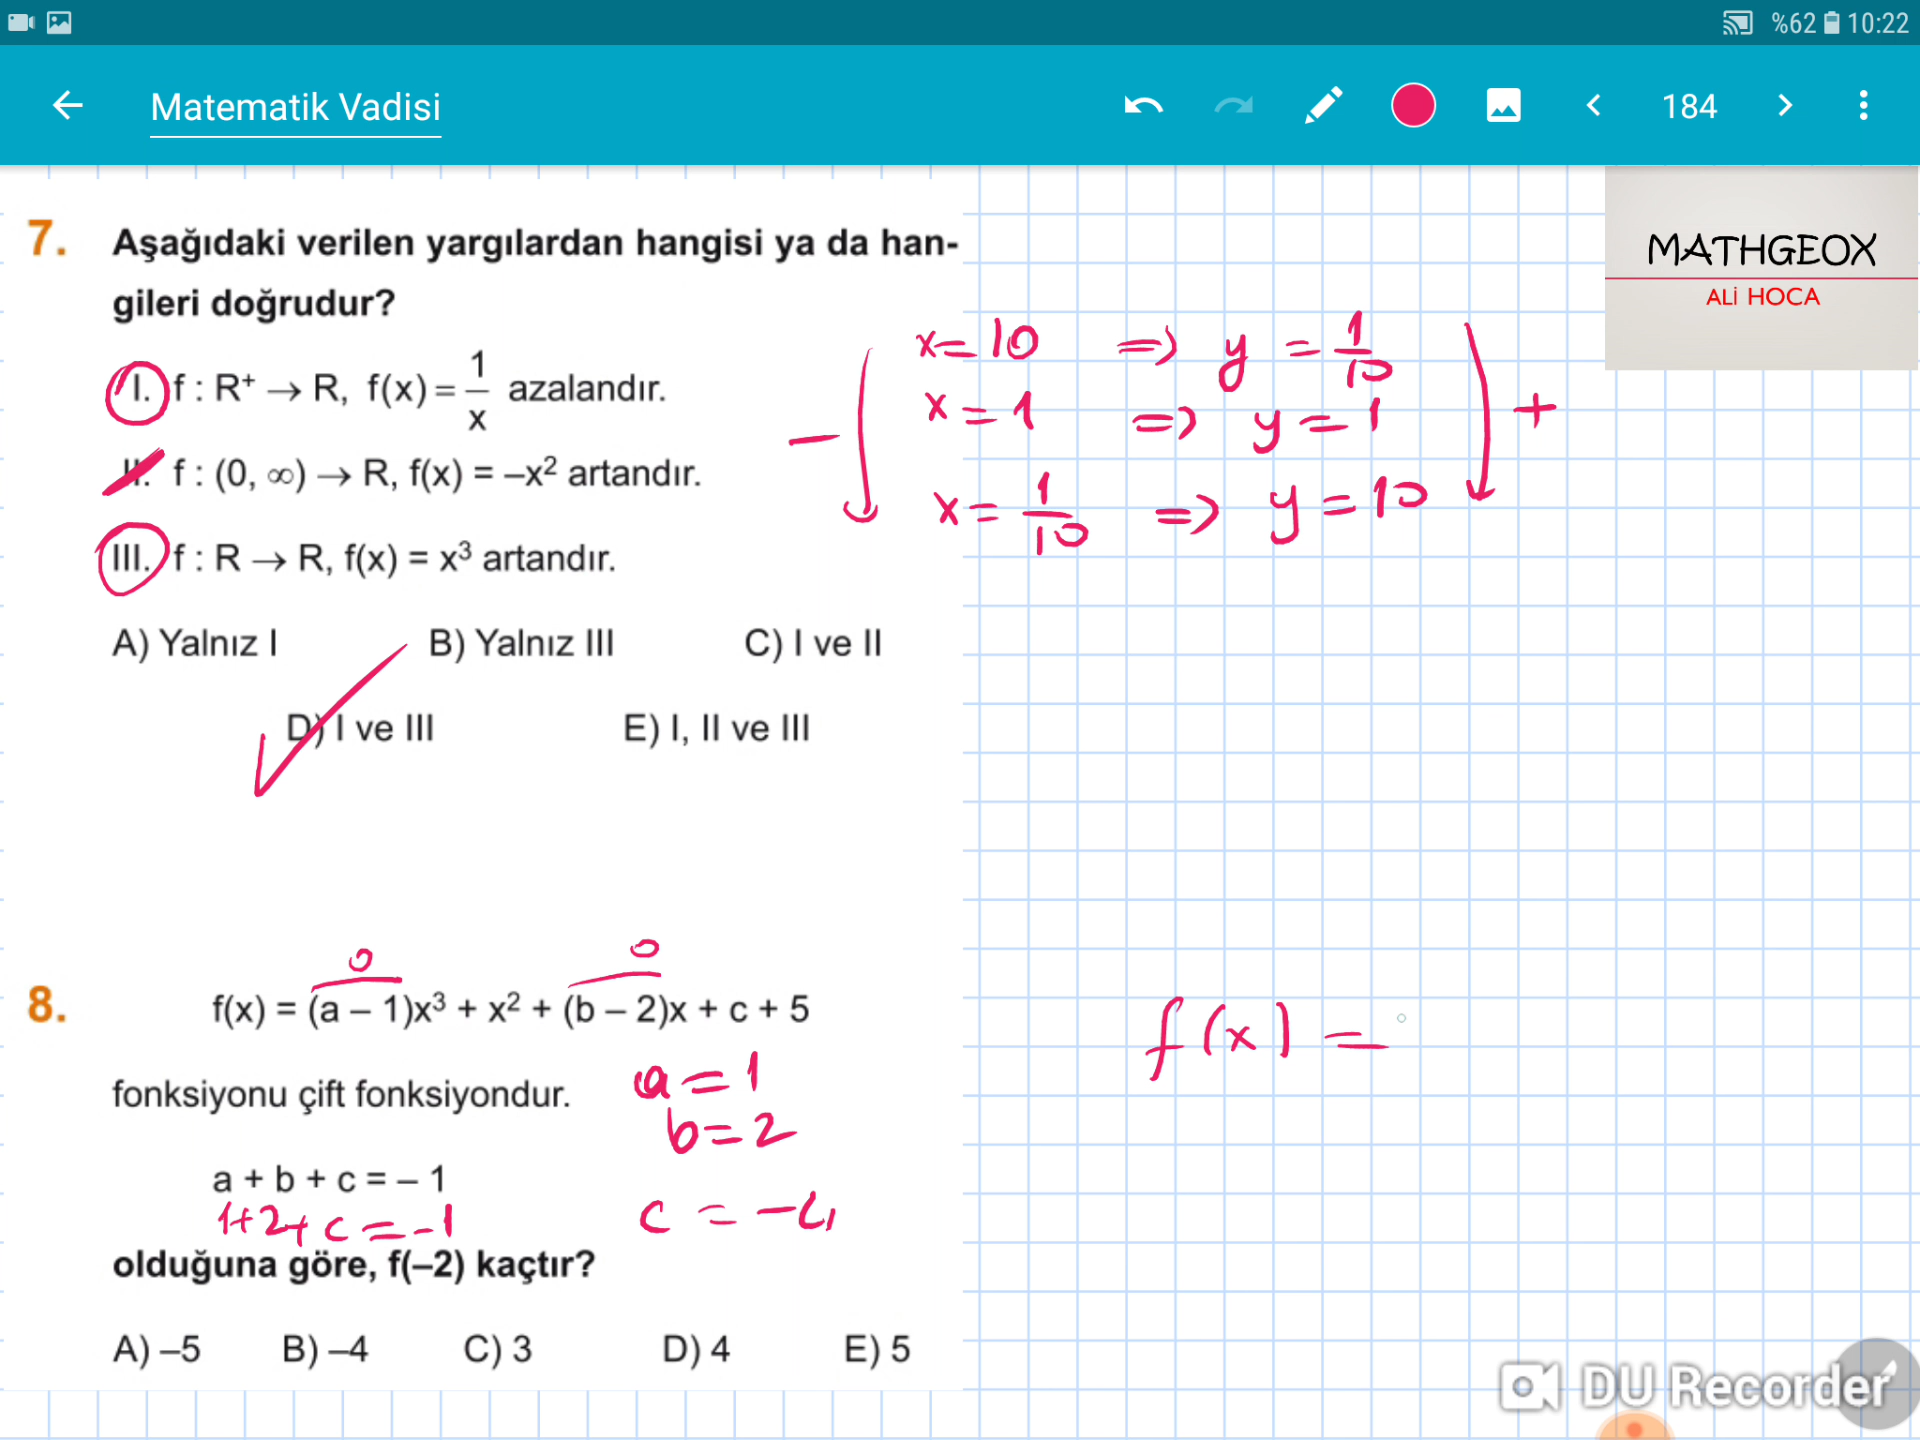 %62 10:22
Matematik Vadisi
184
MATHGEOX
ALİ HOCA
7. Aşağıdaki verilen yargılardan hangisi ya da han-
gileri doğrudur?
I. f : R⁺ → R, f(x) = 1/x azalandır.
II. f : (0, ∞) → R, f(x) = –x² artandır.
III. f : R → R, f(x) = x³ artandır.
A) Yalnız I B) Yalnız III C) I ve II
D) I ve III E) I, II ve III
x = 10 ⇒ y = 1/10
x = 1 ⇒ y = 1
– +
x = 1/10 ⇒ y = 10
0 0
8. f(x) = (a – 1)x³ + x² + (b – 2)x + c + 5
fonksiyonu çift fonksiyondur.
a = 1
b = 2
a + b + c = – 1
1+2+c = -1
c = -4
olduğuna göre, f(–2) kaçtır?
A) –5 B) –4 C) 3 D) 4 E) 5
f(x) =
DU Recorder